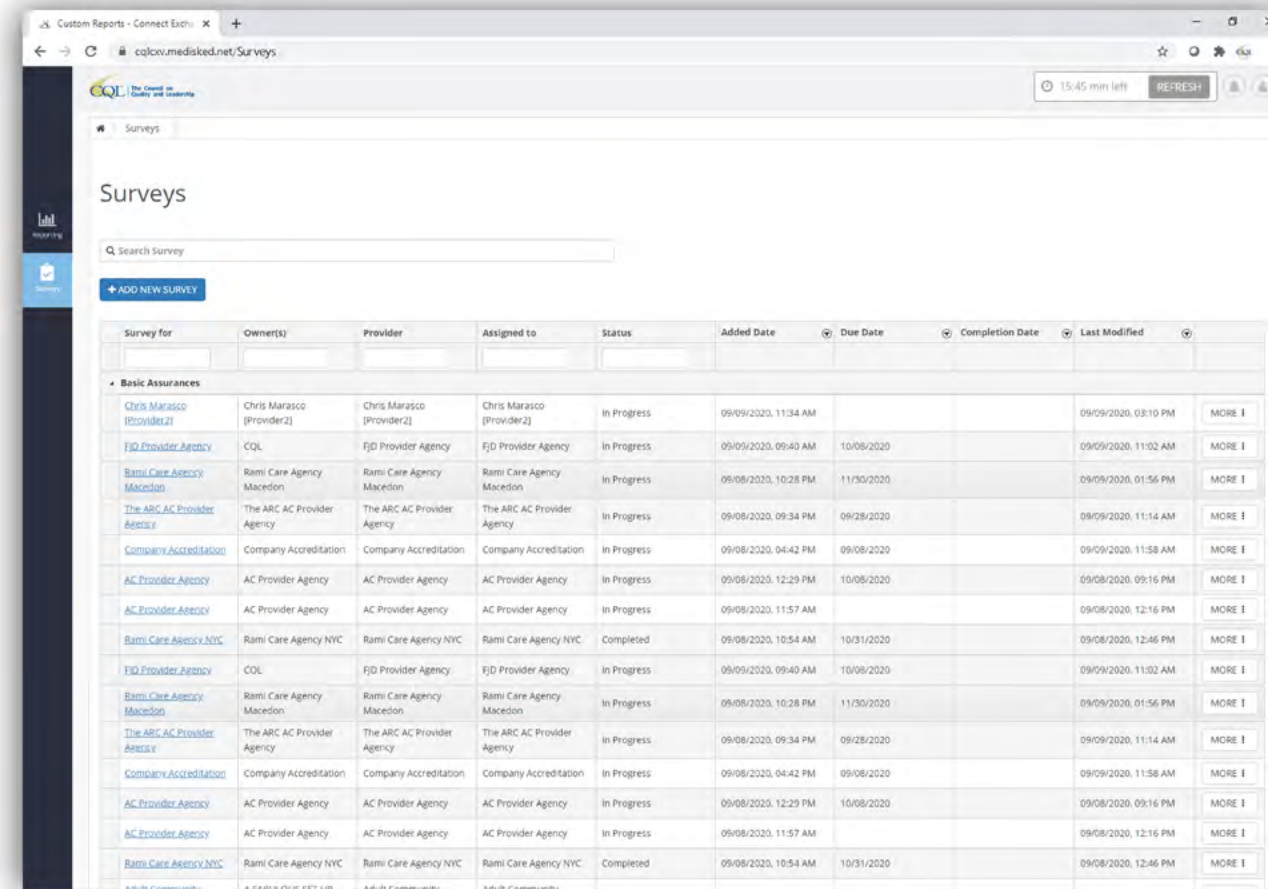 Custom Reports - Connect Exch
cqlcxv.medisked.net/Surveys
CQL The Council on Quality and Leadership
15:45 min left REFRESH
Surveys
Surveys
Reporting
Surveys
Search Survey
+ ADD NEW SURVEY
Survey for Owner(s) Provider Assigned to Status Added Date Due Date Completion Date Last Modified
Basic Assurances
Chris Marasco Chris Marasco Chris Marasco Chris Marasco
[Provider2] [Provider2] [Provider2] [Provider2] In Progress 09/09/2020, 11:34 AM 09/09/2020, 03:10 PM MORE
FJD Provider Agency CQL FJD Provider Agency FJD Provider Agency In Progress 09/09/2020, 09:40 AM 10/08/2020 09/09/2020, 11:02 AM MORE
Rami Care Agency Rami Care Agency Rami Care Agency Rami Care Agency
Macedon Macedon Macedon Macedon In Progress 09/08/2020, 10:28 PM 11/30/2020 09/09/2020, 01:56 PM MORE
The ARC AC Provider The ARC AC Provider The ARC AC Provider The ARC AC Provider
Agency Agency Agency Agency In Progress 09/08/2020, 09:34 PM 09/28/2020 09/09/2020, 11:14 AM MORE
Company Accreditation Company Accreditation Company Accreditation Company Accreditation In Progress 09/08/2020, 04:42 PM 09/08/2020 09/09/2020, 11:58 AM MORE
AC Provider Agency AC Provider Agency AC Provider Agency AC Provider Agency In Progress 09/08/2020, 12:29 PM 10/08/2020 09/08/2020, 09:16 PM MORE
AC Provider Agency AC Provider Agency AC Provider Agency AC Provider Agency In Progress 09/08/2020, 11:57 AM 09/08/2020, 12:16 PM MORE
Rami Care Agency NYC Rami Care Agency NYC Rami Care Agency NYC Rami Care Agency NYC Completed 09/08/2020, 10:54 AM 10/31/2020 09/08/2020, 12:46 PM MORE
FJD Provider Agency CQL FJD Provider Agency FJD Provider Agency In Progress 09/09/2020, 09:40 AM 10/08/2020 09/09/2020, 11:02 AM MORE
Rami Care Agency Rami Care Agency Rami Care Agency Rami Care Agency
Macedon Macedon Macedon Macedon In Progress 09/08/2020, 10:28 PM 11/30/2020 09/09/2020, 01:56 PM MORE
The ARC AC Provider The ARC AC Provider The ARC AC Provider The ARC AC Provider
Agency Agency Agency Agency In Progress 09/08/2020, 09:34 PM 09/28/2020 09/09/2020, 11:14 AM MORE
Company Accreditation Company Accreditation Company Accreditation Company Accreditation In Progress 09/08/2020, 04:42 PM 09/08/2020 09/09/2020, 11:58 AM MORE
AC Provider Agency AC Provider Agency AC Provider Agency AC Provider Agency In Progress 09/08/2020, 12:29 PM 10/08/2020 09/08/2020, 09:16 PM MORE
AC Provider Agency AC Provider Agency AC Provider Agency AC Provider Agency In Progress 09/08/2020, 11:57 AM 09/08/2020, 12:16 PM MORE
Rami Care Agency NYC Rami Care Agency NYC Rami Care Agency NYC Rami Care Agency NYC Completed 09/08/2020, 10:54 AM 10/31/2020 09/08/2020, 12:46 PM MORE
Adult Community Adult Community Adult Community